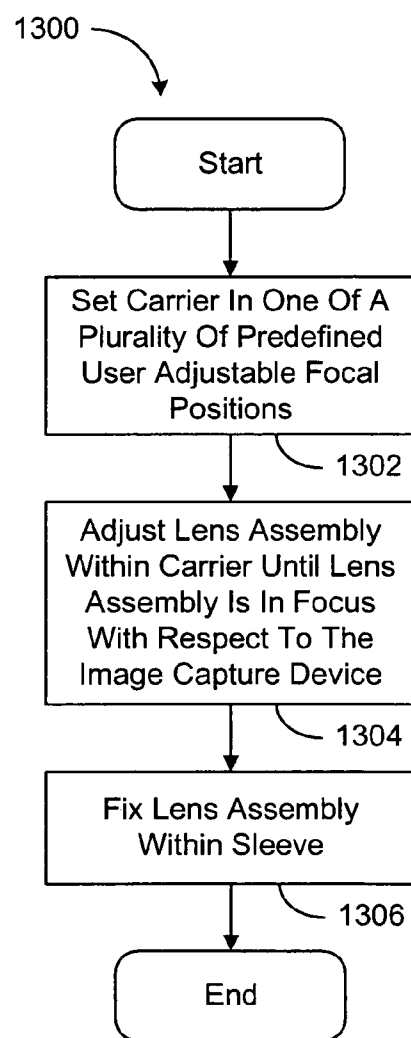 1300
Start
Set Carrier In One Of A
Plurality Of Predefined
User Adjustable Focal
Positions
1302
Adjust Lens Assembly
Within Carrier Until Lens
Assembly Is In Focus
With Respect To The
Image Capture Device
1304
Fix Lens Assembly
Within Sleeve
1306
End